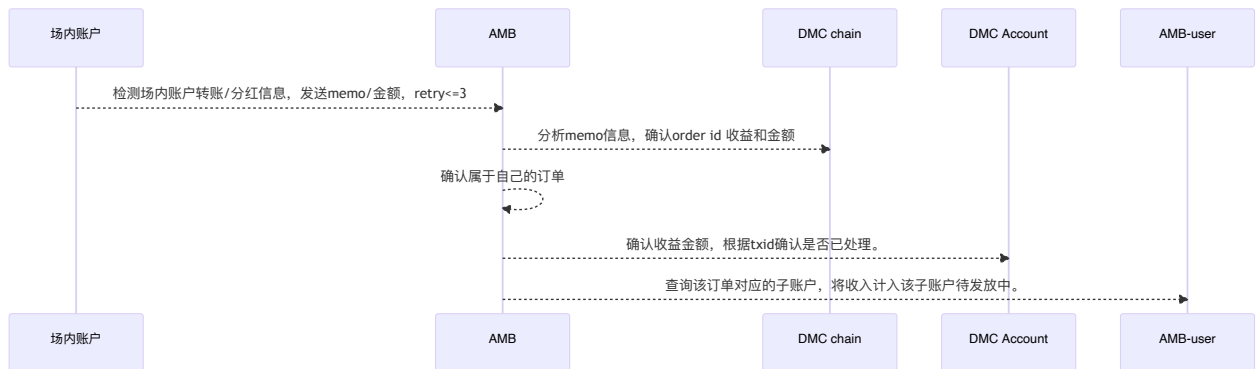 场内账户
AMB
DMC chain
DMC Account
AMB-user
检测场内账户转账/分红信息，发送memo/金额，retry<=3
分析memo信息，确认order id 收益和金额
确认属于自己的订单
确认收益金额，根据txid确认是否已处理。
查询该订单对应的子账户，将收入计入该子账户待发放中。
场内账户
AMB
DMC chain
DMC Account
AMB-user